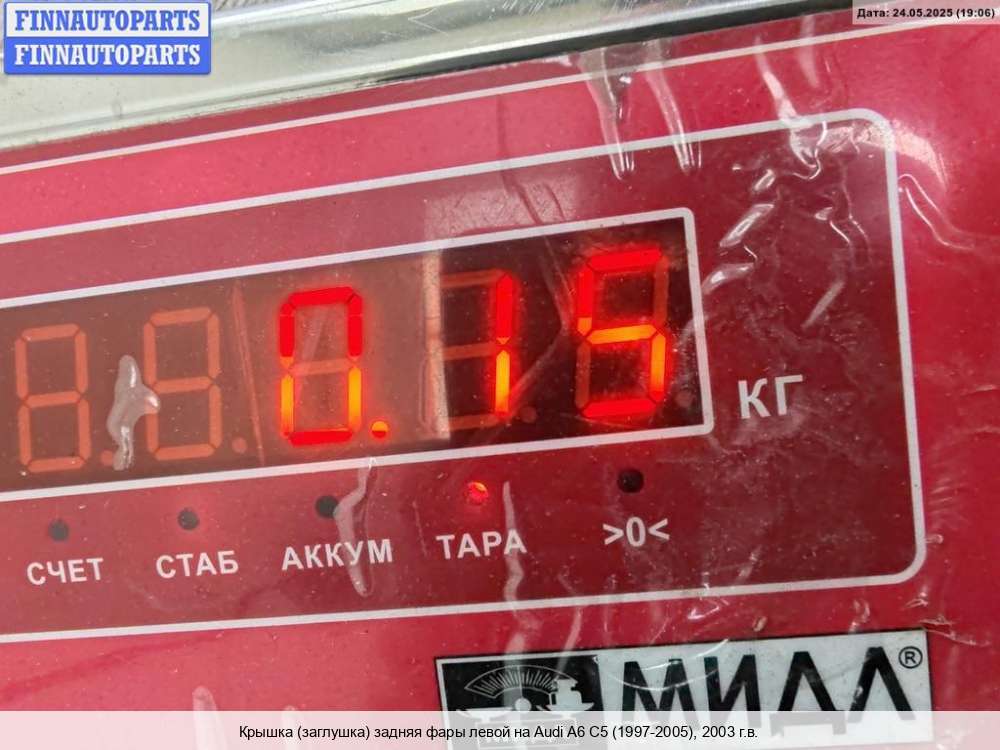 FINNAUTOPARTS
FINNAUTOPARTS
Дата: 24.05.2025 (19:06)
0.15
КГ
СЧЕТ СТАБ АККУМ ТАРА >0<
МИДЛ®
Крышка (заглушка) задняя фары левой на Audi A6 C5 (1997-2005), 2003 г.в.